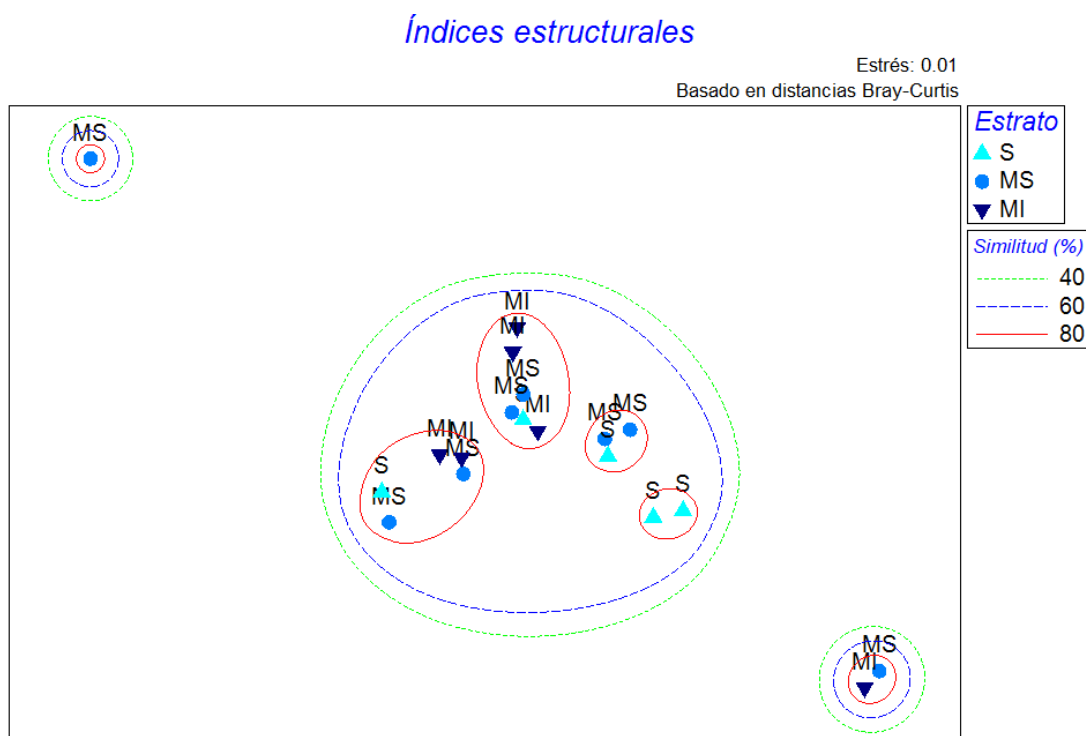 Índices estructurales
Estrés: 0.01
Basado en distancias Bray-Curtis
Estrato
S
MS
MI
Similitud (%)
40
60
80
MS
MI
MI
MS
MS
MI
MS
MS
S
MI
MI
MS
S
MS
S
S
MS
MI